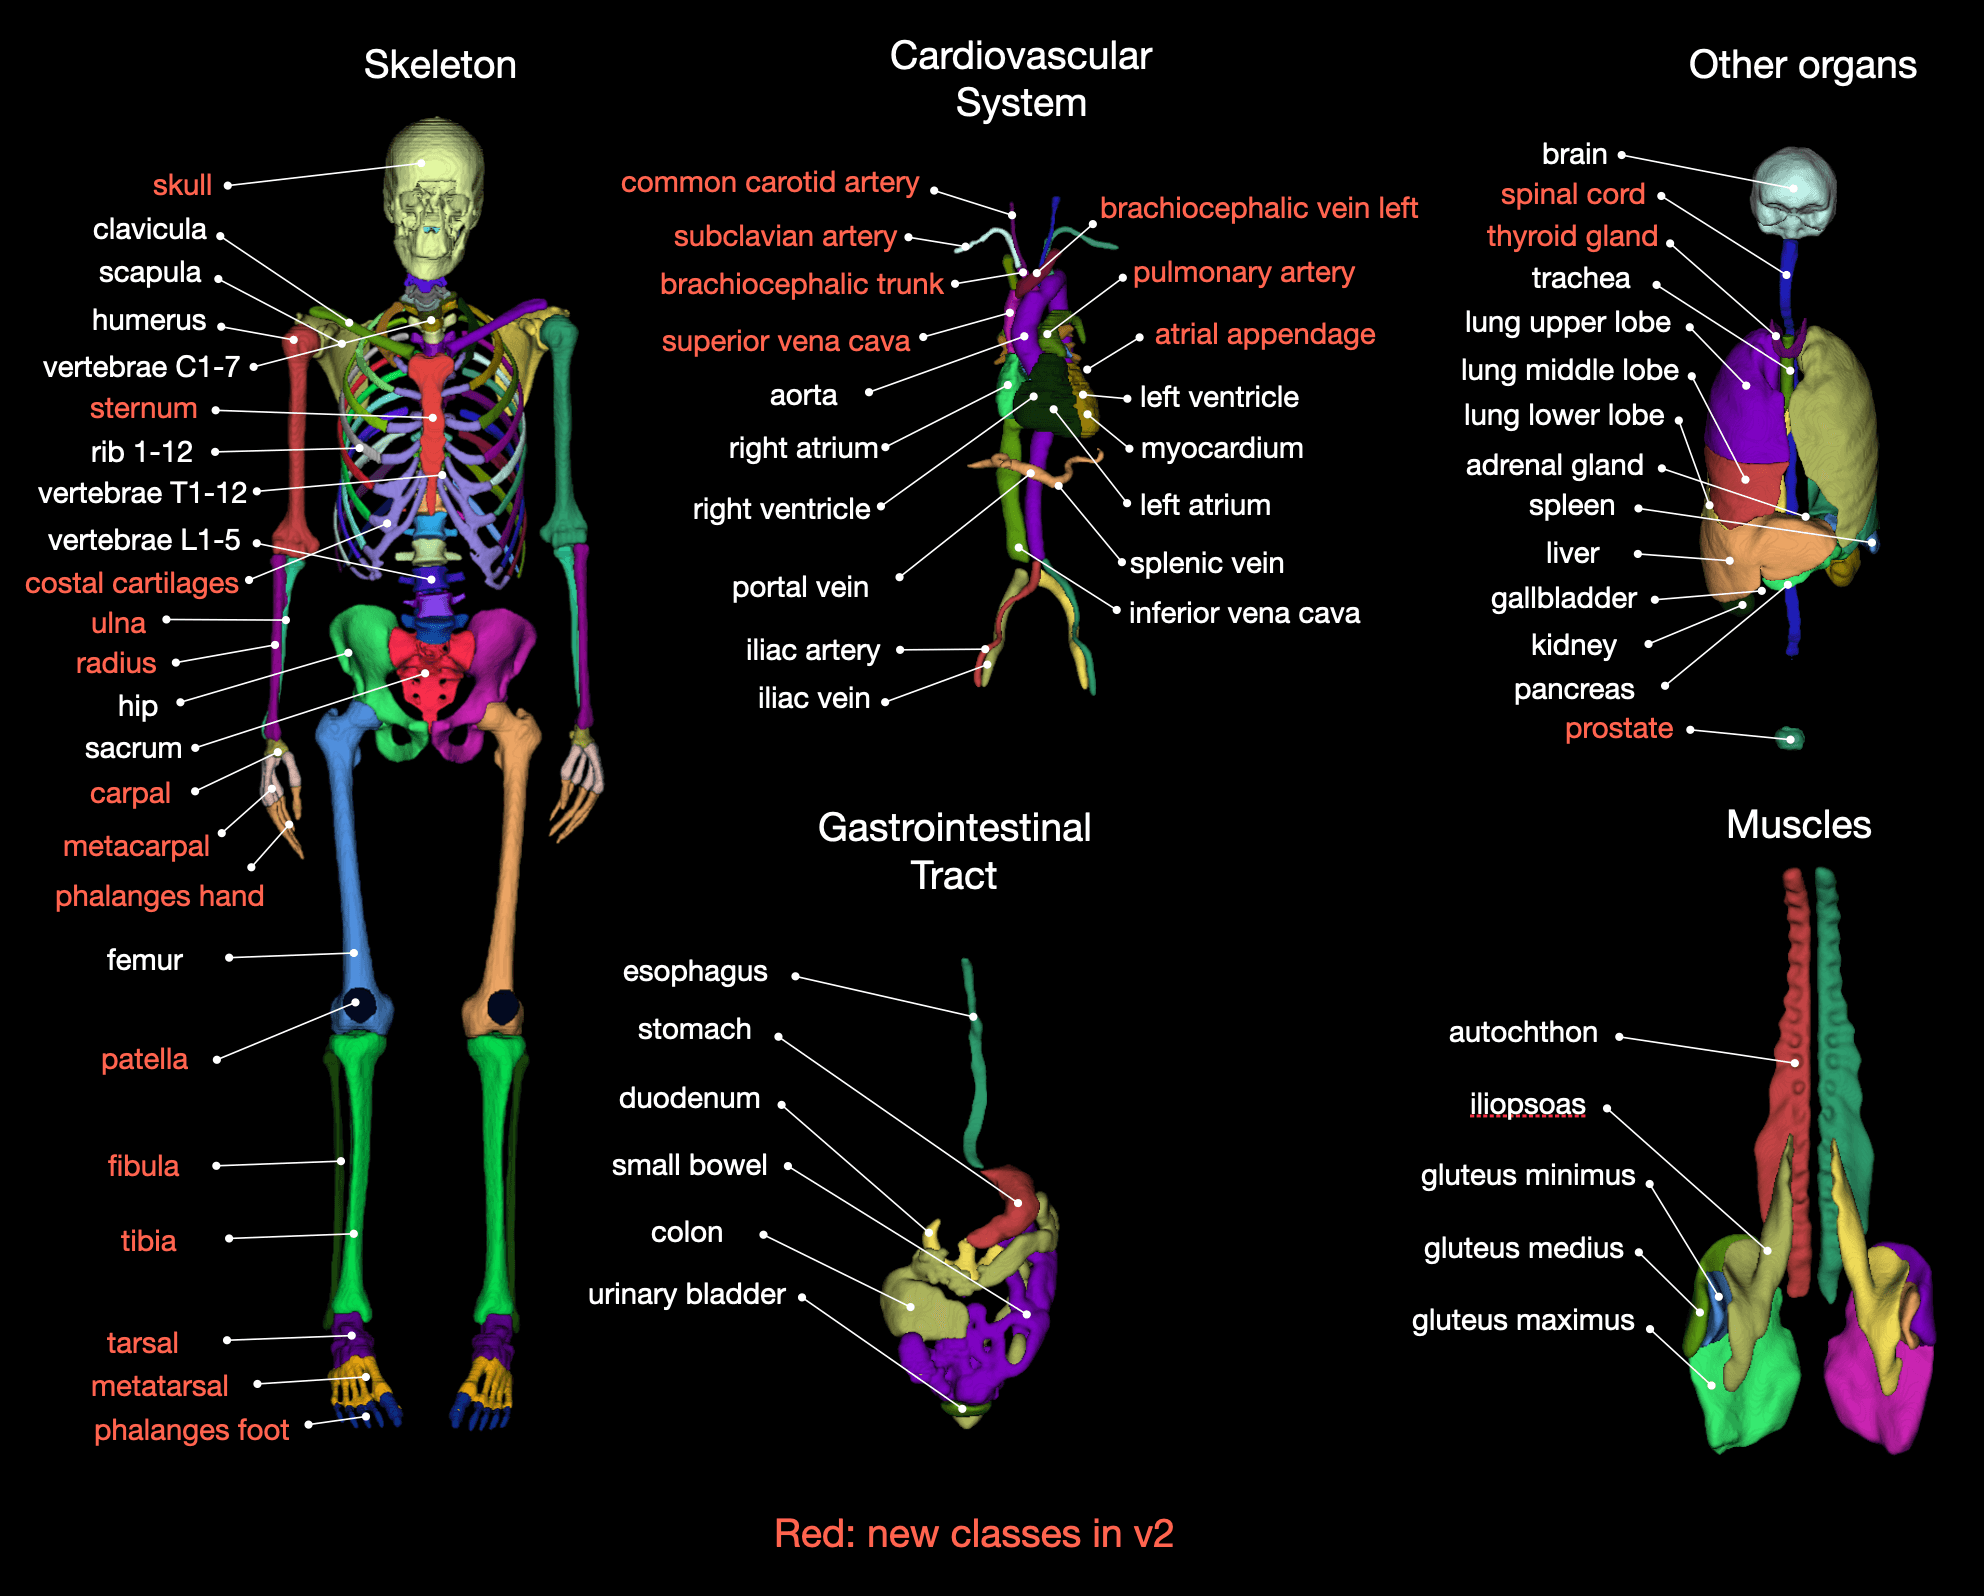 Skeleton
skull
clavicula
scapula
humerus
vertebrae C1-7
sternum
rib 1-12
vertebrae T1-12
vertebrae L1-5
costal cartilages
ulna
radius
hip
sacrum
carpal
metacarpal
phalanges hand
femur
patella
fibula
tibia
tarsal
metatarsal
phalanges foot
Cardiovascular
System
common carotid artery
subclavian artery
brachiocephalic trunk
superior vena cava
aorta
right atrium
right ventricle
portal vein
iliac artery
iliac vein
brachiocephalic vein left
pulmonary artery
atrial appendage
left ventricle
myocardium
left atrium
splenic vein
inferior vena cava
Gastrointestinal
Tract
esophagus
stomach
duodenum
small bowel
colon
urinary bladder
Other organs
brain
spinal cord
thyroid gland
trachea
lung upper lobe
lung middle lobe
lung lower lobe
adrenal gland
spleen
liver
gallbladder
kidney
pancreas
prostate
Muscles
autochthon
iliopsoas
gluteus minimus
gluteus medius
gluteus maximus
Red: new classes in v2